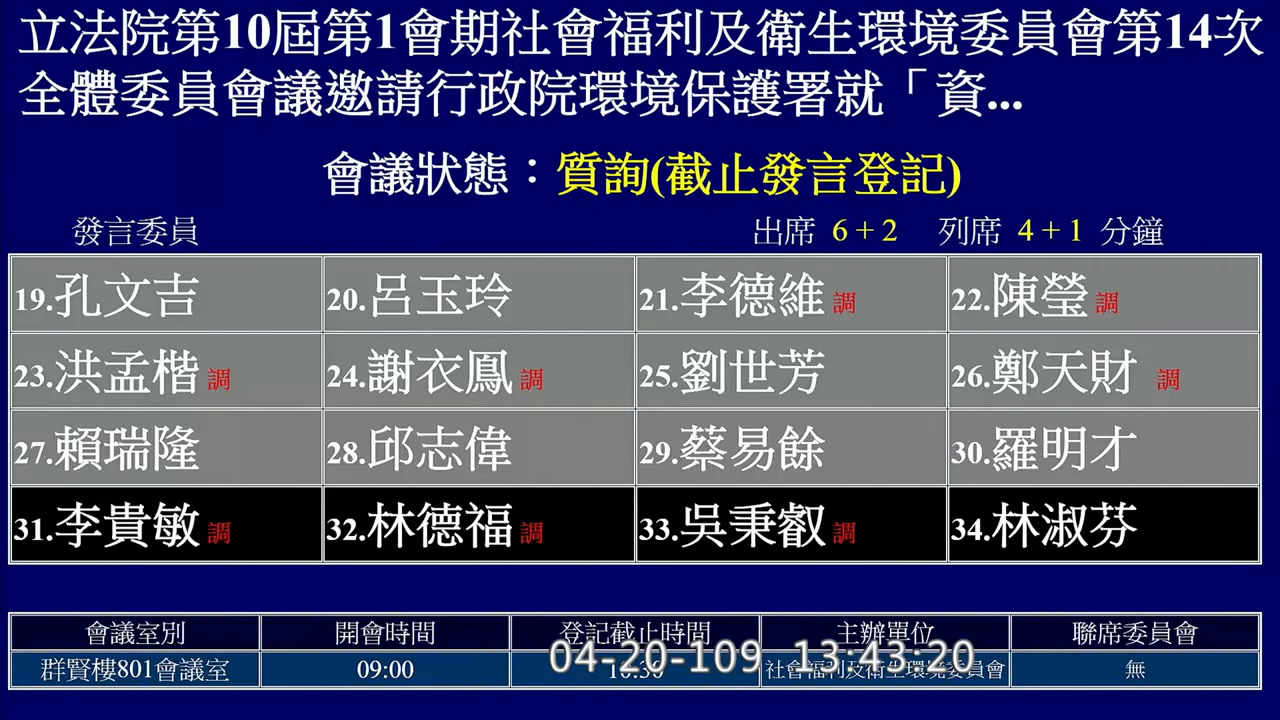 立法院第10屆第1會期社會福利及衛生環境委員會第14次
全體委員會議邀請行政院環境保護署就「資...
會議狀態：質詢(截止發言登記)
發言委員 出席 6 + 2 列席 4 + 1 分鐘
19.孔文吉 20.呂玉玲 21.李德維 調 22.陳瑩 調
23.洪孟楷 調 24.謝衣鳳 調 25.劉世芳 26.鄭天財 調
27.賴瑞隆 28.邱志偉 29.蔡易餘 30.羅明才
31.李貴敏 調 32.林德福 調 33.吳秉叡 調 34.林淑芬
會議室別 開會時間 登記截止時間 主辦單位 聯席委員會
04-20-109 13:43:20
群賢樓801會議室 09:00 10:30 社會福利及衛生環境委員會 無